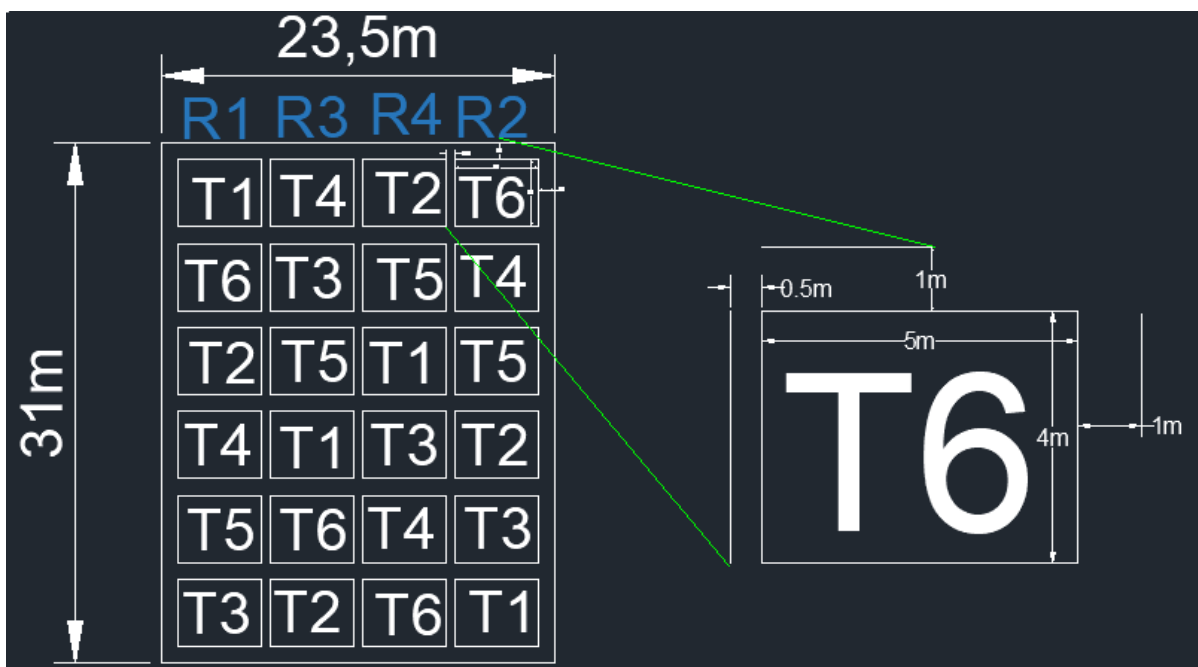 23,5m
R1 R3 R4 R2
T1 T4 T2 T6
T6 T3 T5 T4
T2 T5 T1 T5
T4 T1 T3 T2
T5 T6 T4 T3
T3 T2 T6 T1
31m
1m
0.5m
5m
T6
4m
1m